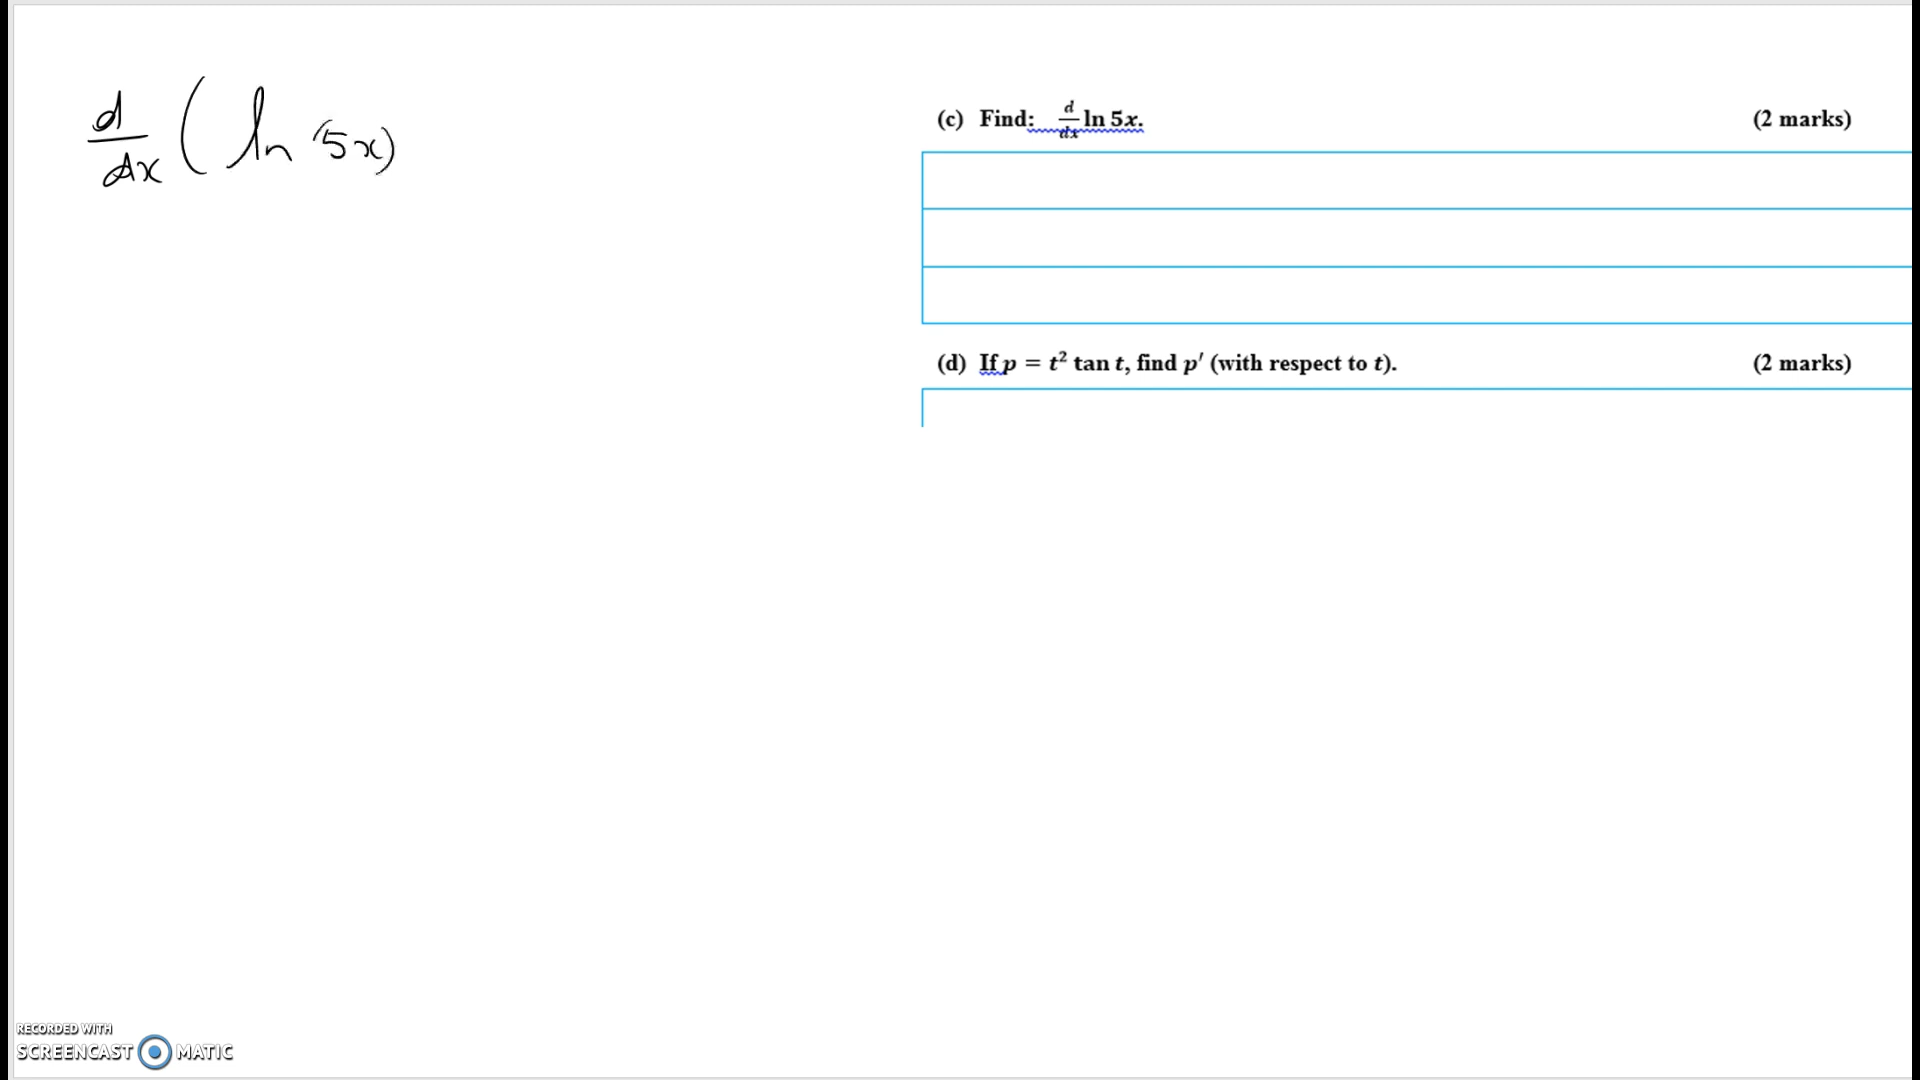 d/dx ( ln (5x)
(c) Find: d/dx ln 5x. (2 marks)
(d) If p = t² tan t, find p′ (with respect to t). (2 marks)
RECORDED WITH
SCREENCAST MATIC